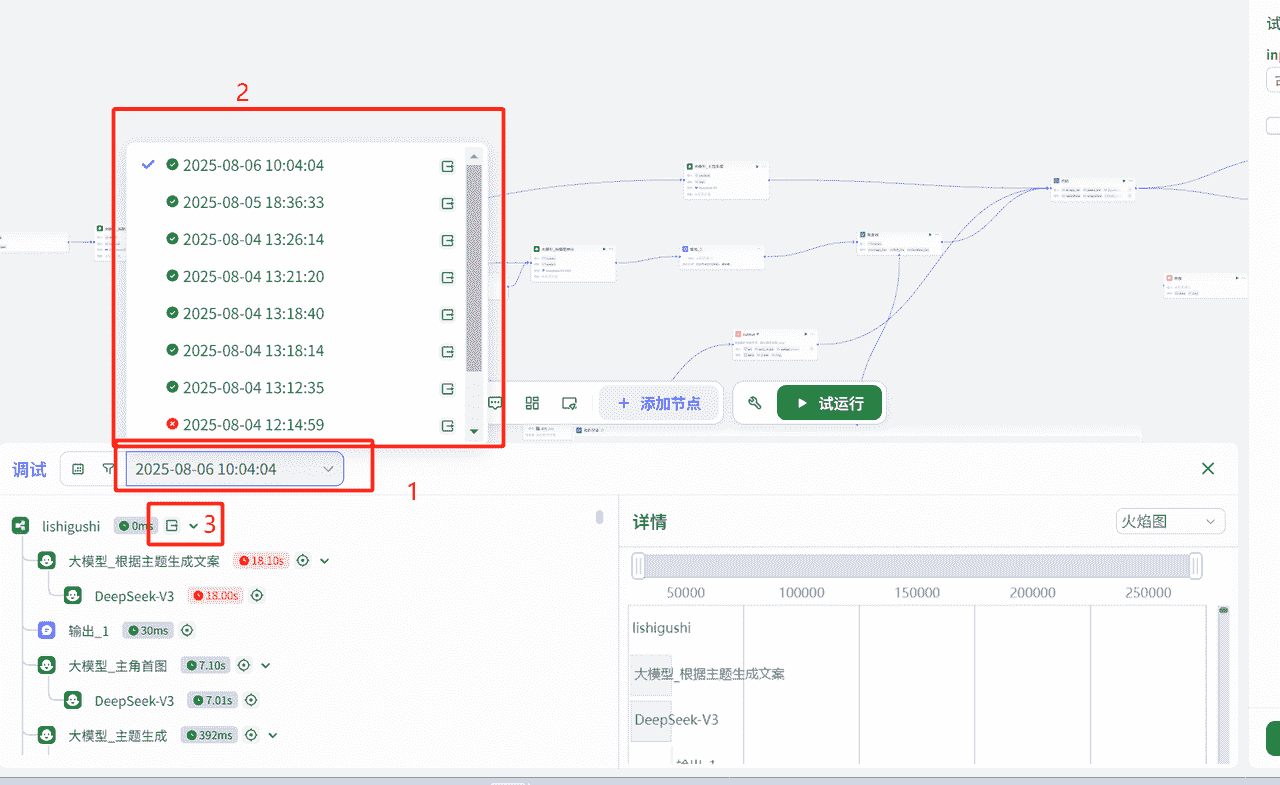 2
试
inp
2025-08-06 10:04:04
2025-08-05 18:36:33
2025-08-04 13:26:14
2025-08-04 13:21:20
2025-08-04 13:18:40
2025-08-04 13:18:14
2025-08-04 13:12:35
2025-08-04 12:14:59
添加节点
试运行
调试
2025-08-06 10:04:04
1
lishigushi
0ms
3
大模型_根据主题生成文案
18.10s
DeepSeek-V3
18.00s
输出_1
30ms
大模型_主角首图
7.10s
DeepSeek-V3
7.01s
大模型_主题生成
392ms
详情
火焰图
50000
100000
150000
200000
250000
lishigushi
大模型_根据主题生成文案
DeepSeek-V3
输出_1